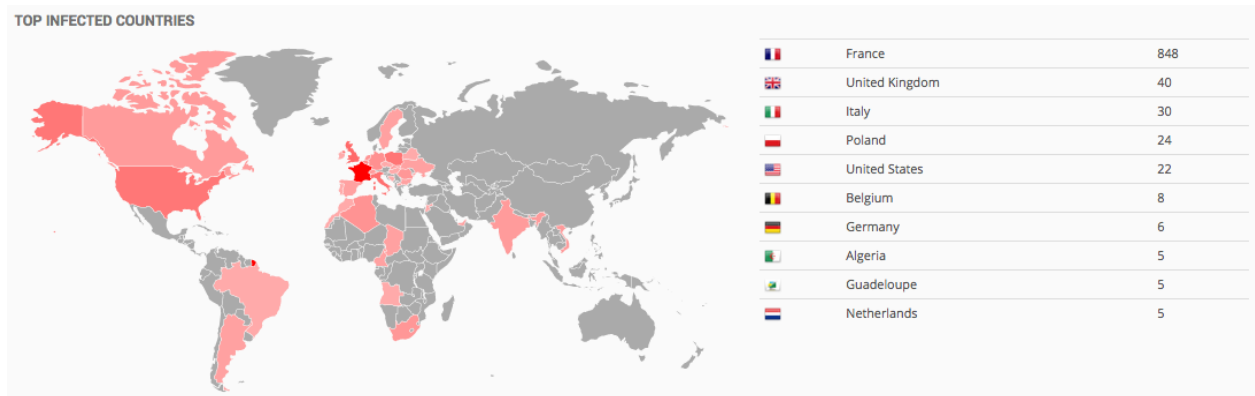 TOP INFECTED COUNTRIES
France 848
United Kingdom 40
Italy 30
Poland 24
United States 22
Belgium 8
Germany 6
Algeria 5
Guadeloupe 5
Netherlands 5